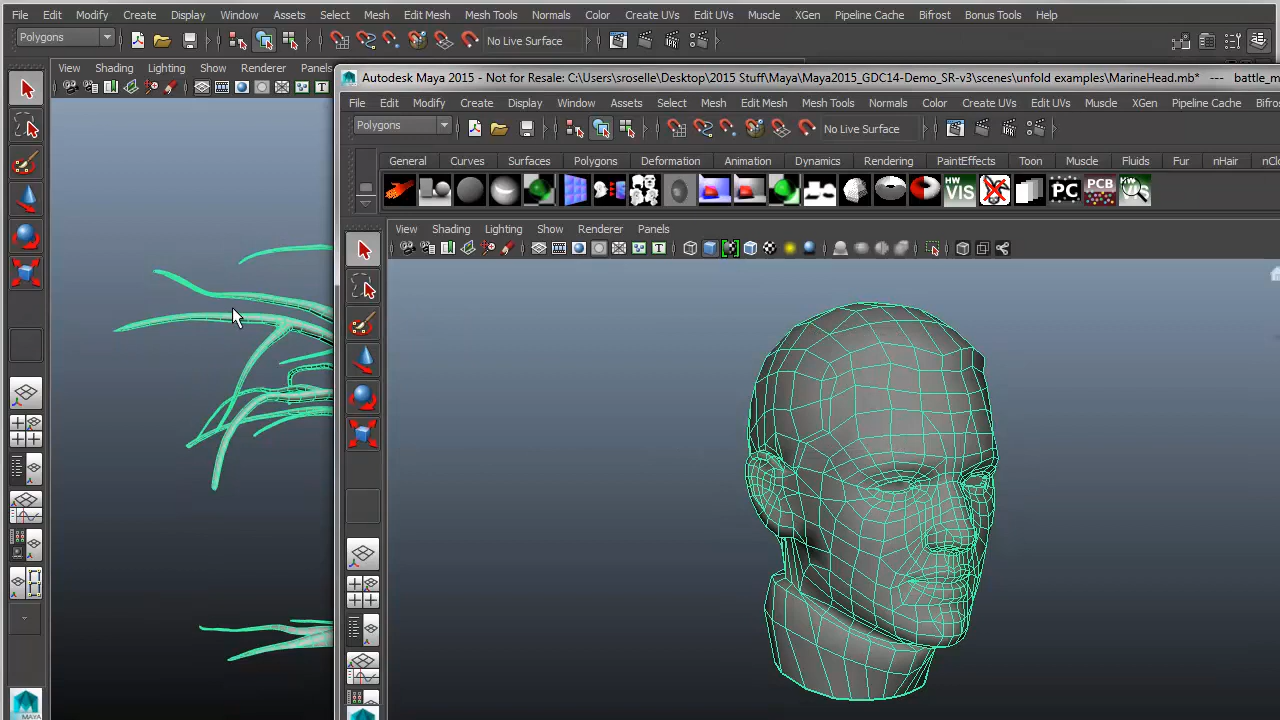 File Edit Modify Create Display Window Assets Select Mesh Edit Mesh Mesh Tools Normals Color Create UVs Edit UVs Muscle XGen Pipeline Cache Bifrost Bonus Tools Help
Polygons No Live Surface
View Shading Lighting Show Renderer Panels
T
Autodesk Maya 2015 - Not for Resale: C:\Users\sroselle\Desktop\2015 Stuff\Maya\Maya2015_GDC14-Demo_SR-v3\scenes\unfold examples\MarineHead.mb* --- battle_m
File Edit Modify Create Display Window Assets Select Mesh Edit Mesh Mesh Tools Normals Color Create UVs Edit UVs Muscle XGen Pipeline Cache Bifros
Polygons No Live Surface
General Curves Surfaces Polygons Deformation Animation Dynamics Rendering PaintEffects Toon Muscle Fluids Fur nHair nClo
HW VIS PC PCB
View Shading Lighting Show Renderer Panels
T
MAYA